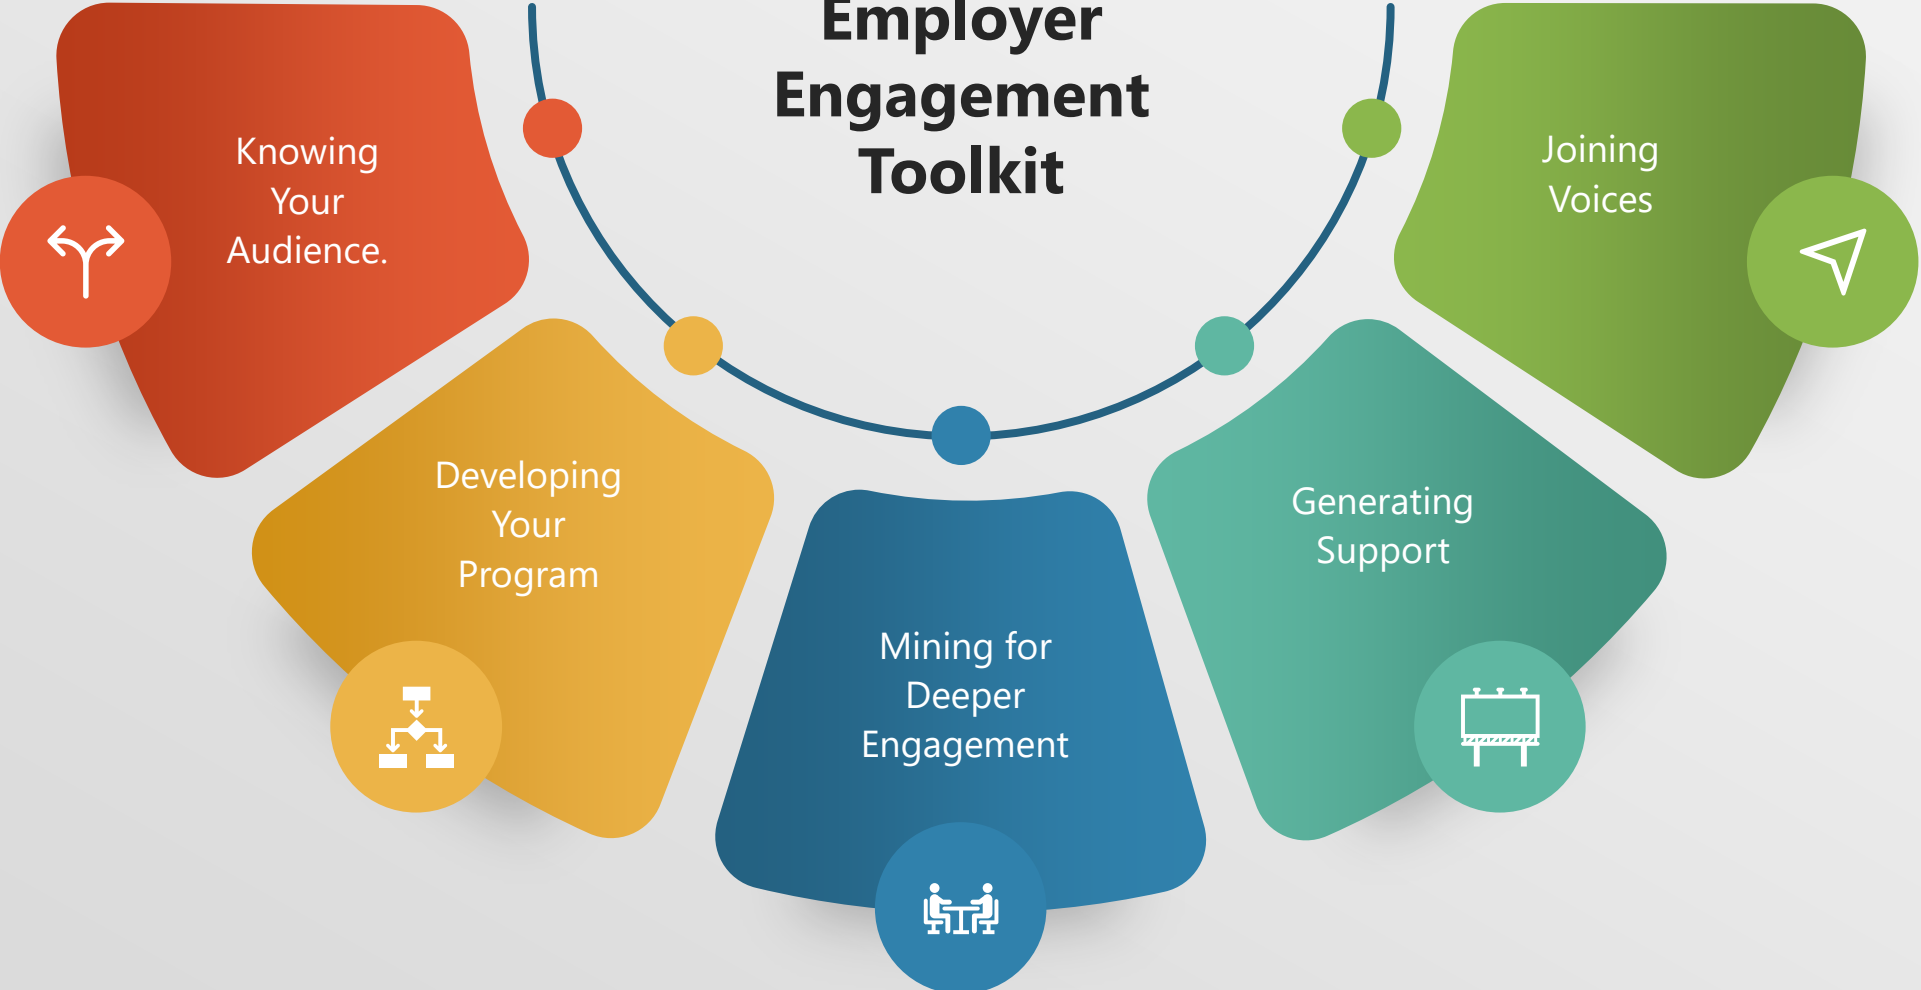 Employer
Engagement
Toolkit
Knowing
Your
Audience.
Developing
Your
Program
Mining for
Deeper
Engagement
Generating
Support
Joining
Voices